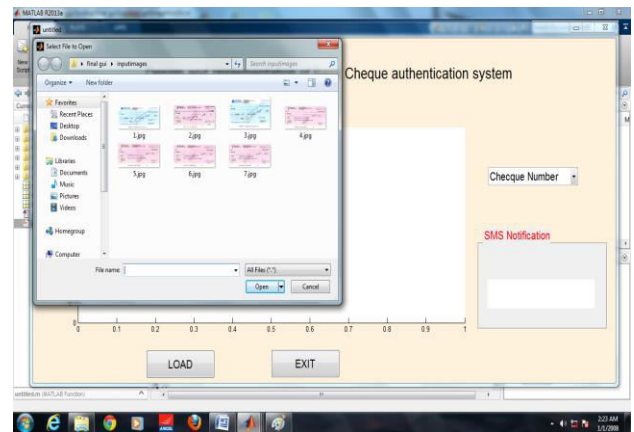 MATLAB R2013a
untitled
Select File to Open
final gui
inputimages
Search inputimages
Cheque authentication system
Organize
New folder
Favorites
Recent Places
Desktop
Downloads
1.jpg
2.jpg
3.jpg
4.jpg
Libraries
Documents
Music
Pictures
Videos
5.jpg
6.jpg
7.jpg
Checque Number
Homegroup
SMS Notification
Computer
File name:
All Files (*.*)
Open
Cancel
0 0.1 0.2 0.3 0.4 0.5 0.6 0.7 0.8 0.9 1
LOAD
EXIT
untitled.m (MATLAB Function)
2:23 AM
1/1/2008